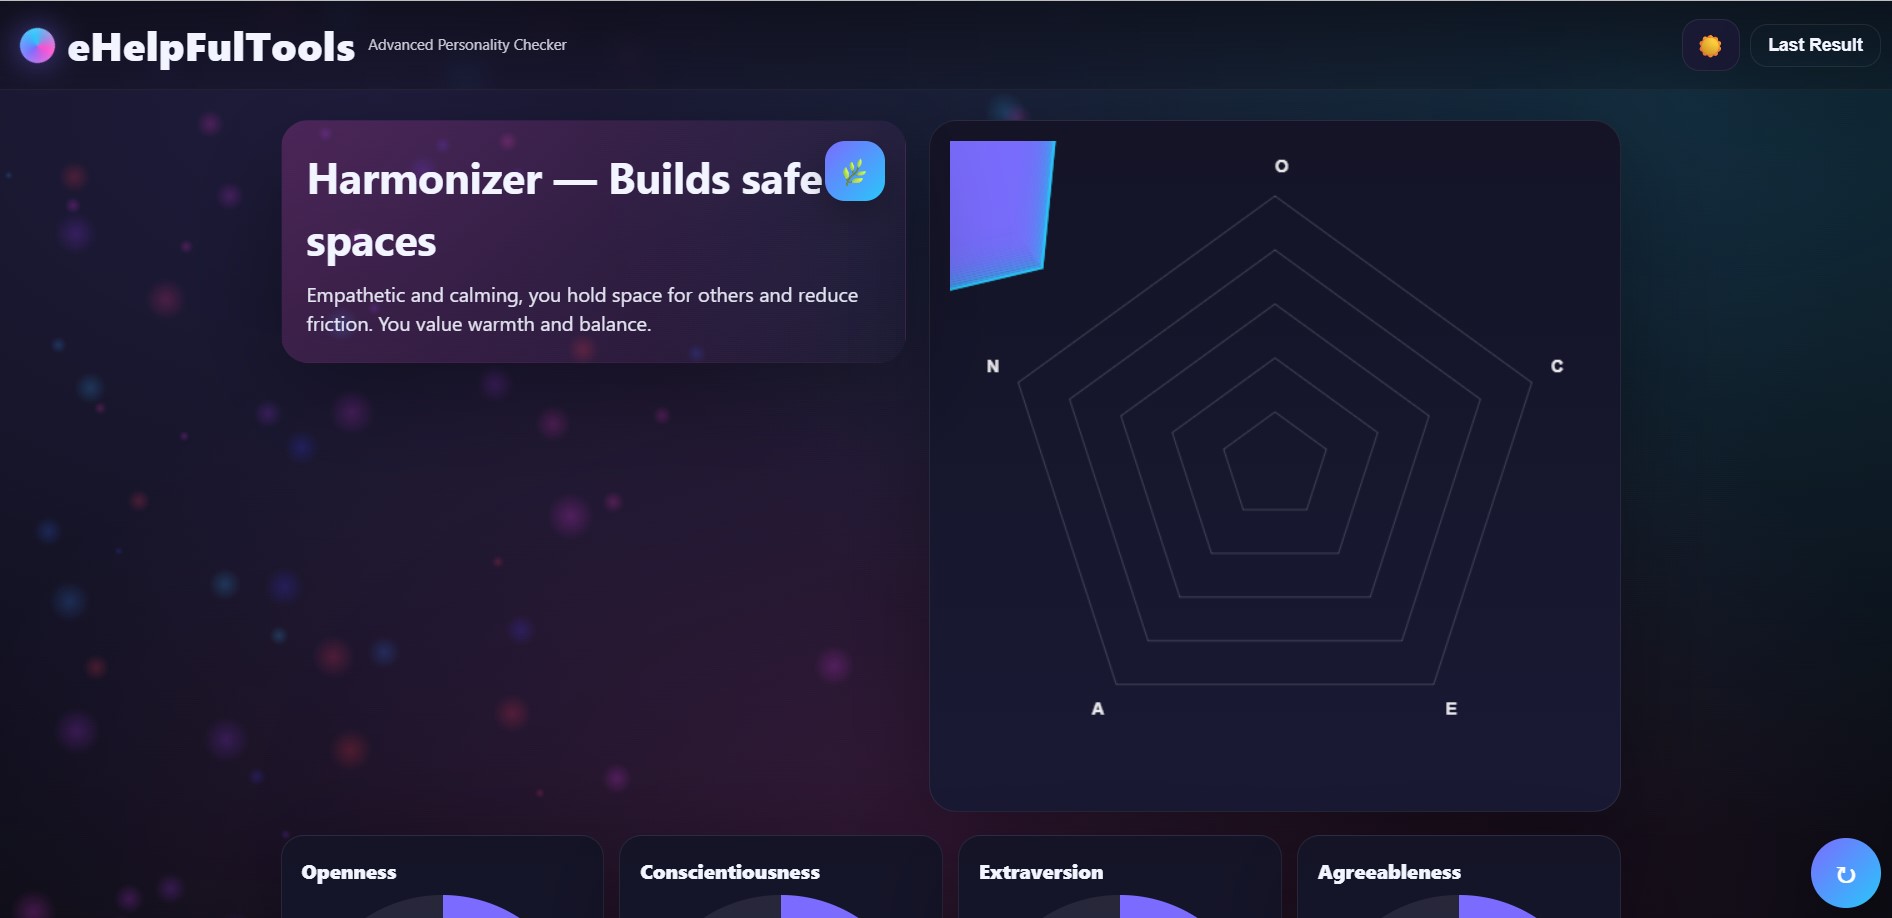 eHelpFulTools Advanced Personality Checker
Last Result
Harmonizer — Builds safe
spaces
Empathetic and calming, you hold space for others and reduce
friction. You value warmth and balance.
O
N
C
A
E
Openness
Conscientiousness
Extraversion
Agreeableness